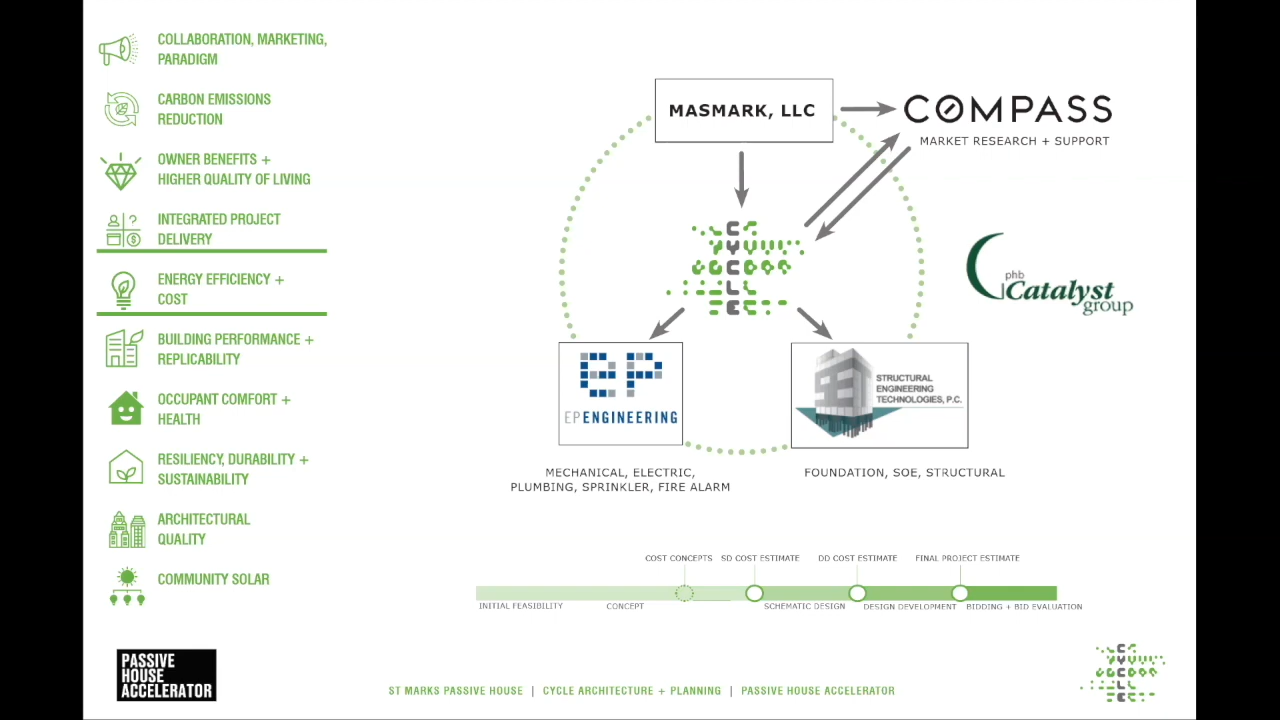 COLLABORATION, MARKETING,
PARADIGM
CARBON EMISSIONS
REDUCTION
OWNER BENEFITS +
HIGHER QUALITY OF LIVING
INTEGRATED PROJECT
DELIVERY
ENERGY EFFICIENCY +
COST
BUILDING PERFORMANCE +
REPLICABILITY
OCCUPANT COMFORT +
HEALTH
RESILIENCY, DURABILITY +
SUSTAINABILITY
ARCHITECTURAL
QUALITY
COMMUNITY SOLAR
MASMARK, LLC
COMPASS
MARKET RESEARCH + SUPPORT
CYCLE
phb
Catalyst
group
eP
EPENGINEERING
STRUCTURAL
ENGINEERING
TECHNOLOGIES, P.C.
MECHANICAL, ELECTRIC,
PLUMBING, SPRINKLER, FIRE ALARM
FOUNDATION, SOE, STRUCTURAL
COST CONCEPTS SD COST ESTIMATE DD COST ESTIMATE FINAL PROJECT ESTIMATE
INITIAL FEASIBILITY CONCEPT SCHEMATIC DESIGN DESIGN DEVELOPMENT BIDDING + BID EVALUATION
PASSIVE
HOUSE
ACCELERATOR
ST MARKS PASSIVE HOUSE | CYCLE ARCHITECTURE + PLANNING | PASSIVE HOUSE ACCELERATOR
CYCLE